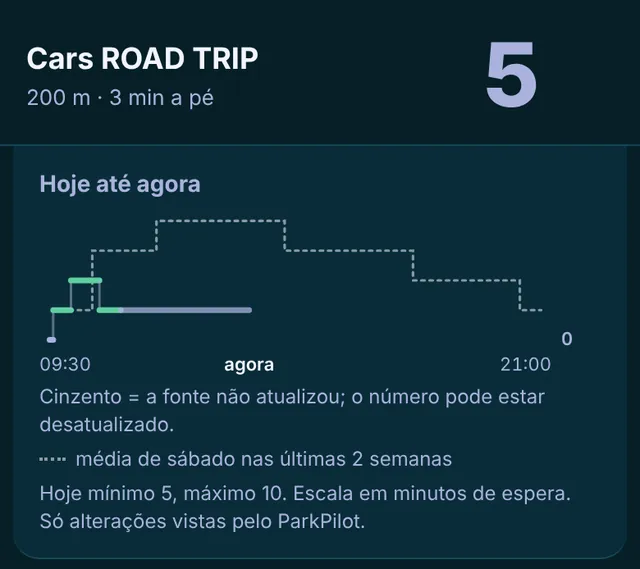 Cars ROAD TRIP
5
200 m · 3 min a pé
Hoje até agora
0
09:30 agora 21:00
Cinzento = a fonte não atualizou; o número pode estar
desatualizado.
média de sábado nas últimas 2 semanas
Hoje mínimo 5, máximo 10. Escala em minutos de espera.
Só alterações vistas pelo ParkPilot.